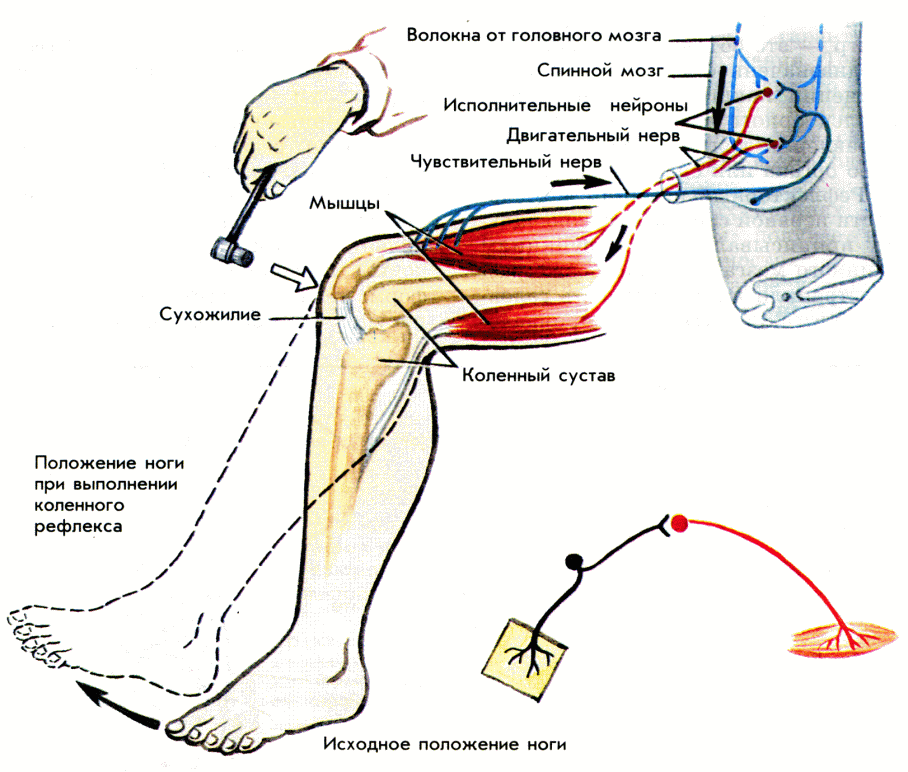 Волокна от головного мозга
Спинной мозг
Исполнительные нейроны
Двигательный нерв
Чувствительный нерв
Мышцы
Сухожилие
Коленный сустав
Положение ноги
при выполнении
коленного
рефлекса
Исходное положение ноги